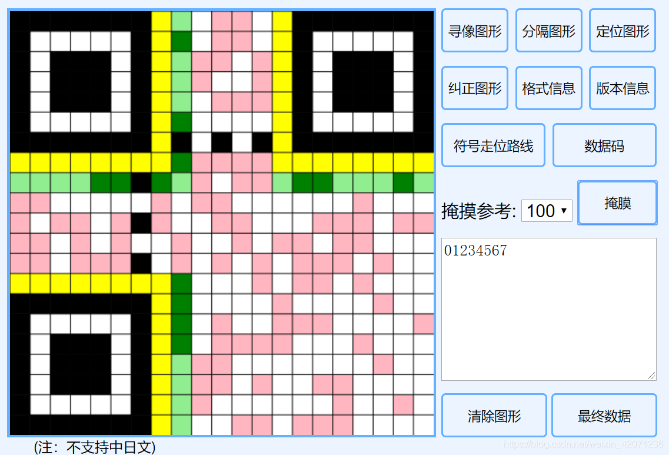 寻像图形 分隔图形 定位图形
纠正图形 格式信息 版本信息
符号走位路线 数据码
掩摸参考: 100 掩膜
01234567
清除图形 最终数据
(注：不支持中日文)